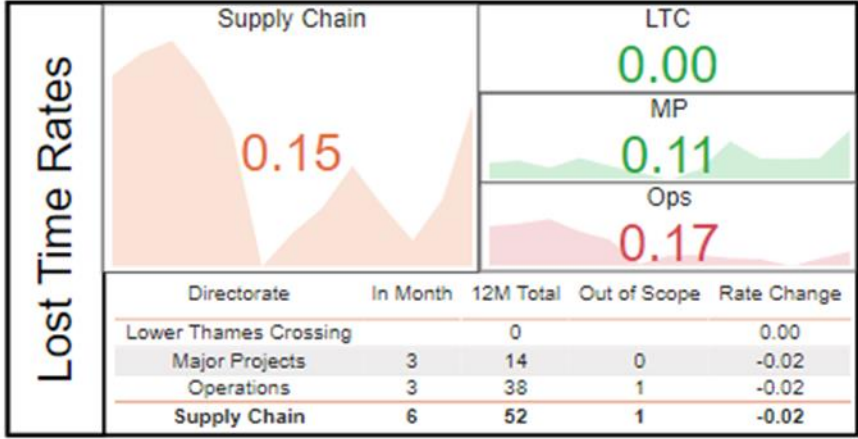 Lost Time Rates
Supply Chain
0.15
LTC
0.00
MP
0.11
Ops
0.17
Directorate In Month 12M Total Out of Scope Rate Change
Lower Thames Crossing 0 0.00
Major Projects 3 14 0 -0.02
Operations 3 38 1 -0.02
Supply Chain 6 52 1 -0.02